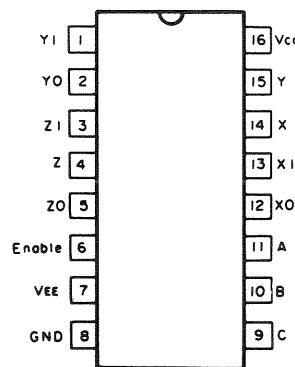 Y1 1 16 Vcc
Y0 2 15 Y
Z1 3 14 X
Z 4 13 X1
Z0 5 12 X0
Enable 6 11 A
VEE 7 10 B
GND 8 9 C